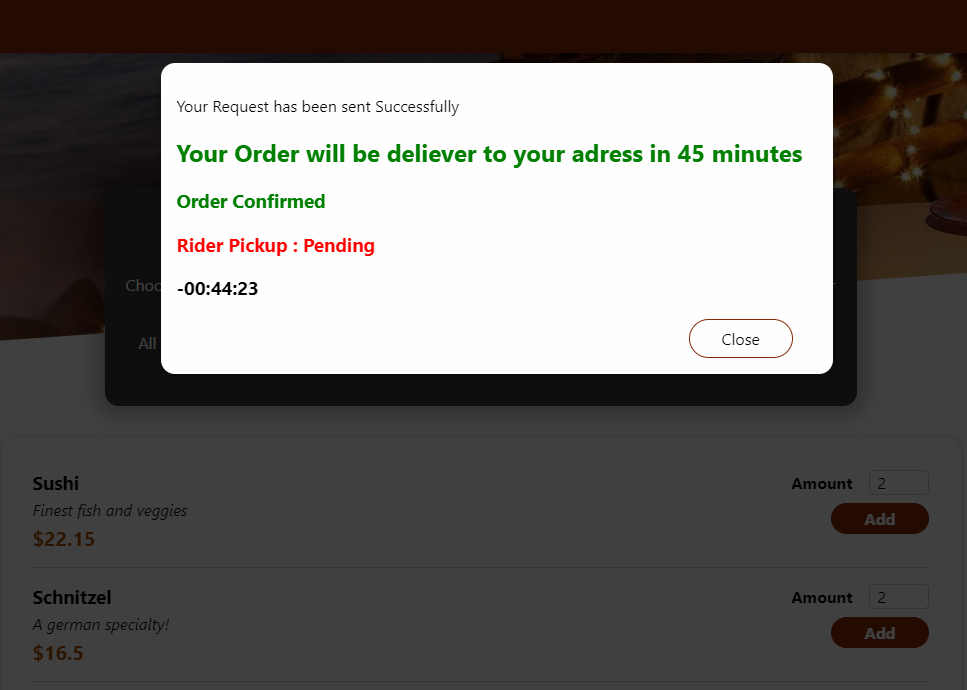 Your Request has been sent Successfully
Your Order will be deliever to your adress in 45 minutes
Order Confirmed
Rider Pickup : Pending
-00:44:23
Close
All
Sushi
Amount 2
Finest fish and veggies
Add
$22.15
Schnitzel
Amount 2
A german specialty!
Add
$16.5